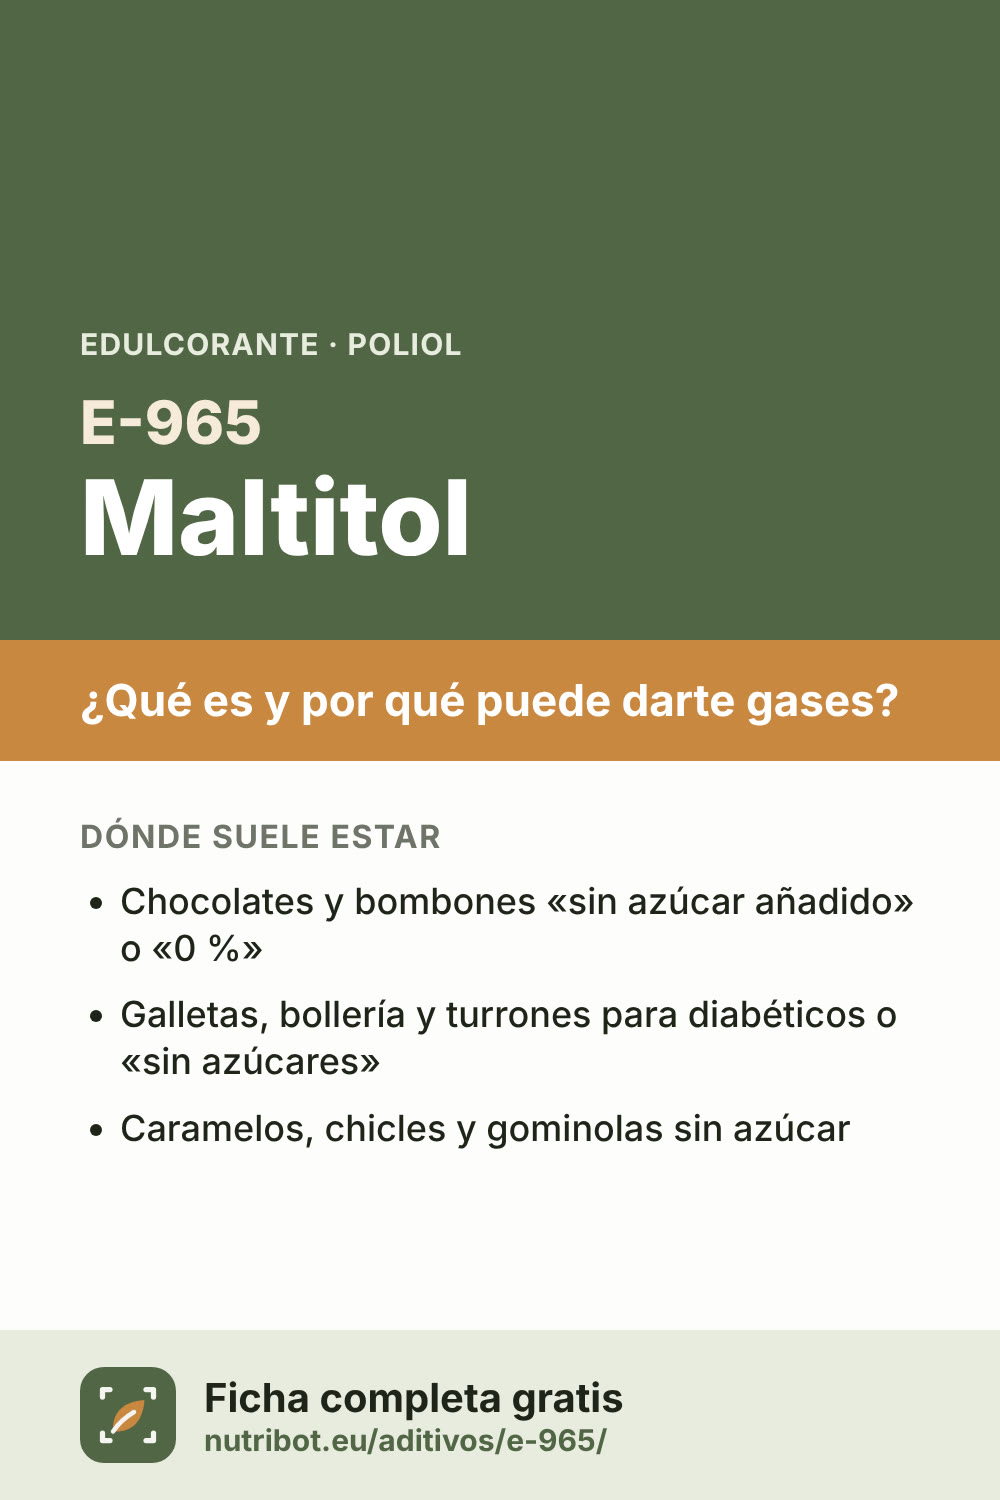 EDULCORANTE · POLIOL
E-965
Maltitol
¿Qué es y por qué puede darte gases?
DÓNDE SUELE ESTAR
• Chocolates y bombones «sin azúcar añadido»
o «0 %»
• Galletas, bollería y turrones para diabéticos o
«sin azúcares»
• Caramelos, chicles y gominolas sin azúcar
Ficha completa gratis
nutribot.eu/aditivos/e-965/